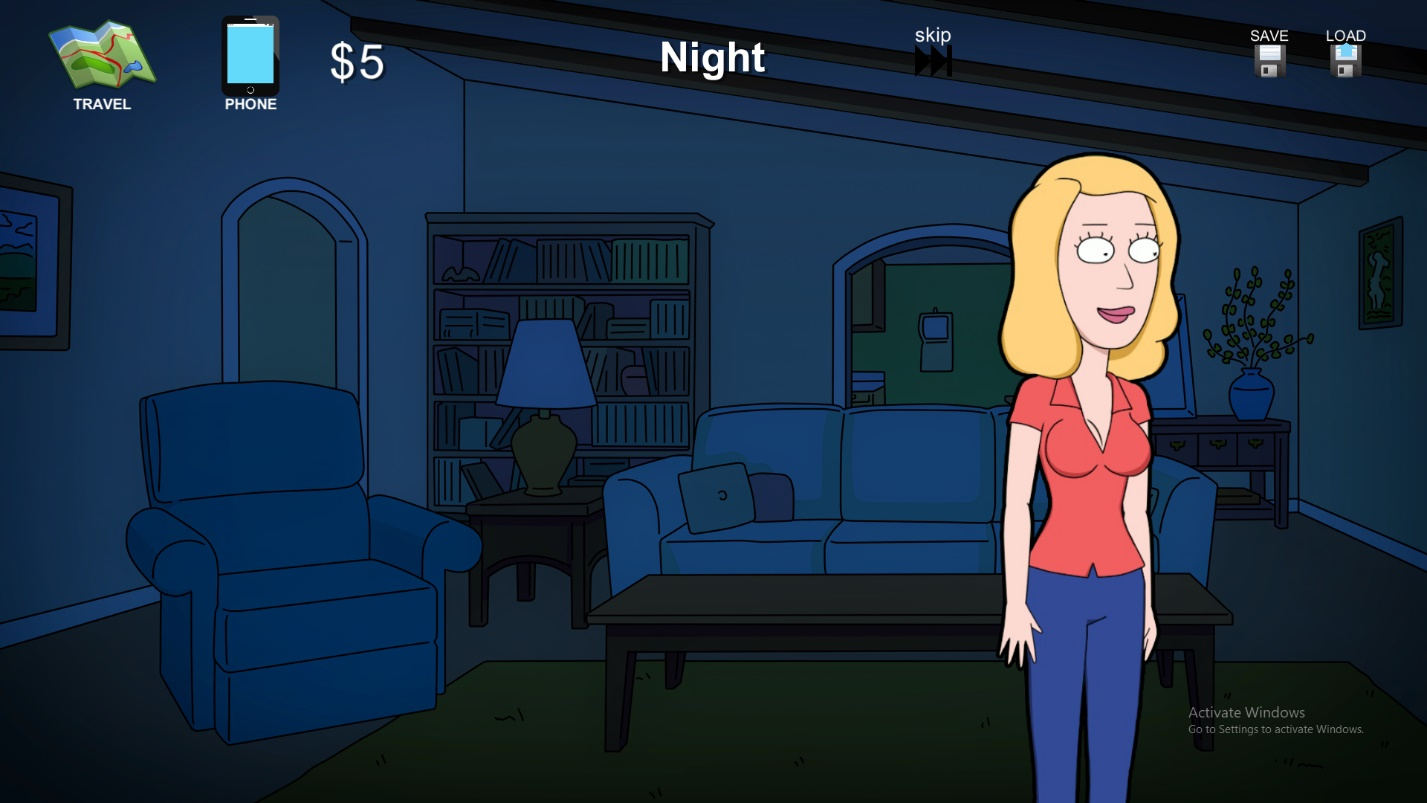 TRAVEL
PHONE
$5
Night
skip
SAVE
LOAD
Activate Windows
Go to Settings to activate Windows.